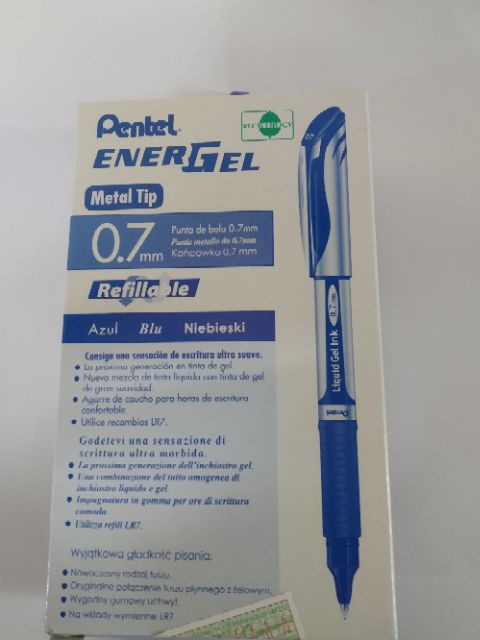 Pentel
ENERGEL
Metal Tip
0.7mm
Punta de bola 0.7mm
Punta metallo da 0.7mm
Końcówka 0,7 mm
Refillable
Azul Blu Niebieski
Consiga una sensación de escritura ultra suave.
• La próxima generación en tinta de gel.
• Nueva mezcla de tinta líquida con tinta de gel
de gran suavidad.
• Agarre de caucho para horas de escritura
confortable.
• Utilice recambios LR7.
Godetevi una sensazione di
scrittura ultra morbida.
• La prossima generazione dell'inchiostro gel.
• Una combinazione del tutto omogenea di
inchiostro liquido e gel.
• Impugnatura in gomma per ore di scrittura
comoda.
• Utilizza refill LR7.
Wyjątkowa gładkość pisania.
• Nowoczesny rodzaj tuszu.
• Oryginalne połączenie tuszu płynnego z żelowym.
• Wygodny gumowy uchwyt.
• Na wkłady wymienne LR7
07
0.7mm
Liquid Gel Ink
Pentel